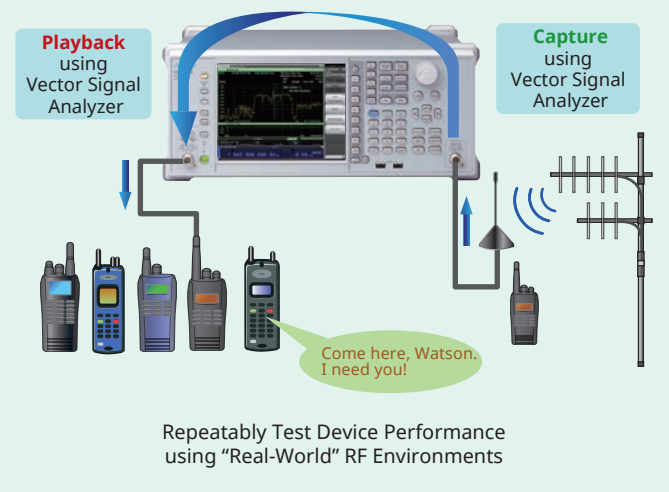 Playback
using
Vector Signal
Analyzer
Capture
using
Vector Signal
Analyzer
Come here, Watson.
I need you!
Repeatably Test Device Performance
using “Real-World” RF Environments